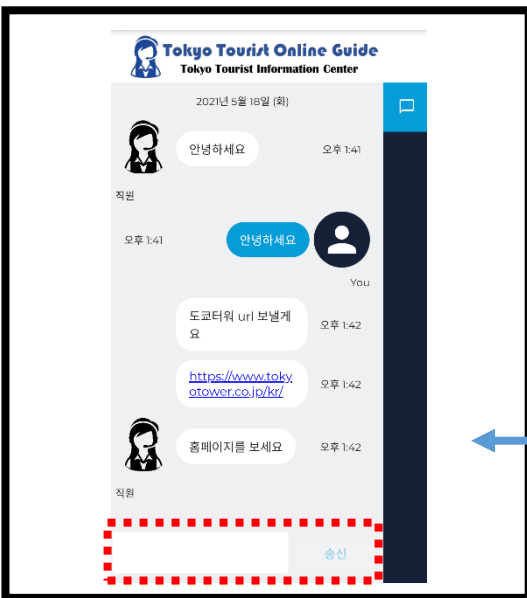 Tokyo Tourist Online Guide
Tokyo Tourist Information Center
2021년 5월 18일 (화)
안녕하세요
오후 1:41
직원
오후 1:41
안녕하세요
You
도쿄터워 url 보낼게
요
오후 1:42
https://www.toky
otower.co.jp/kr/
오후 1:42
홈페이지를 보세요
오후 1:42
직원
송신